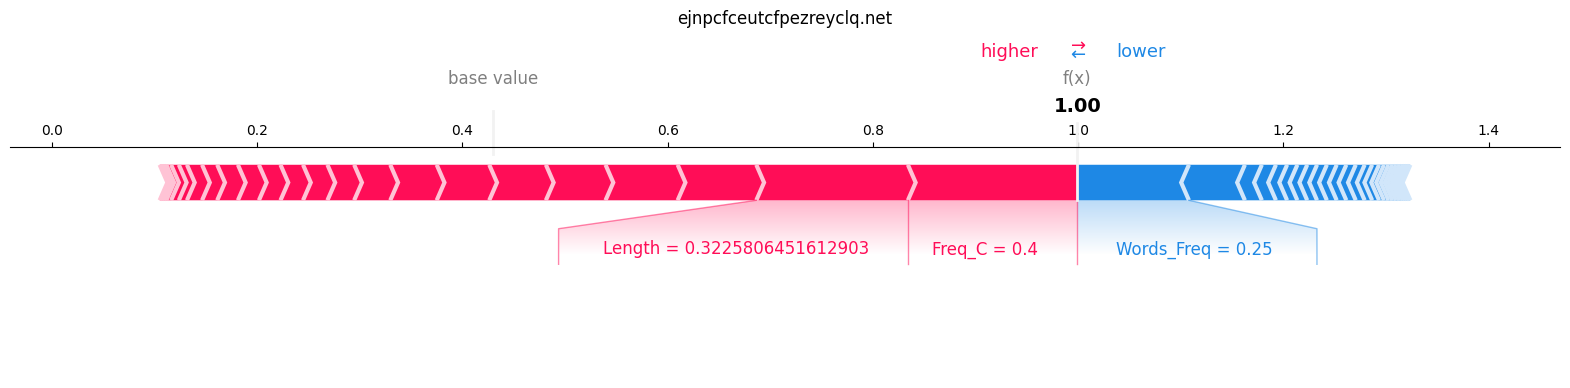 ejnpcfceutcfpezreyclq.net
higher ⇄ lower
base value f(x)
1.00
0.0 0.2 0.4 0.6 0.8 1.0 1.2 1.4
Length = 0.3225806451612903 Freq_C = 0.4 Words_Freq = 0.25